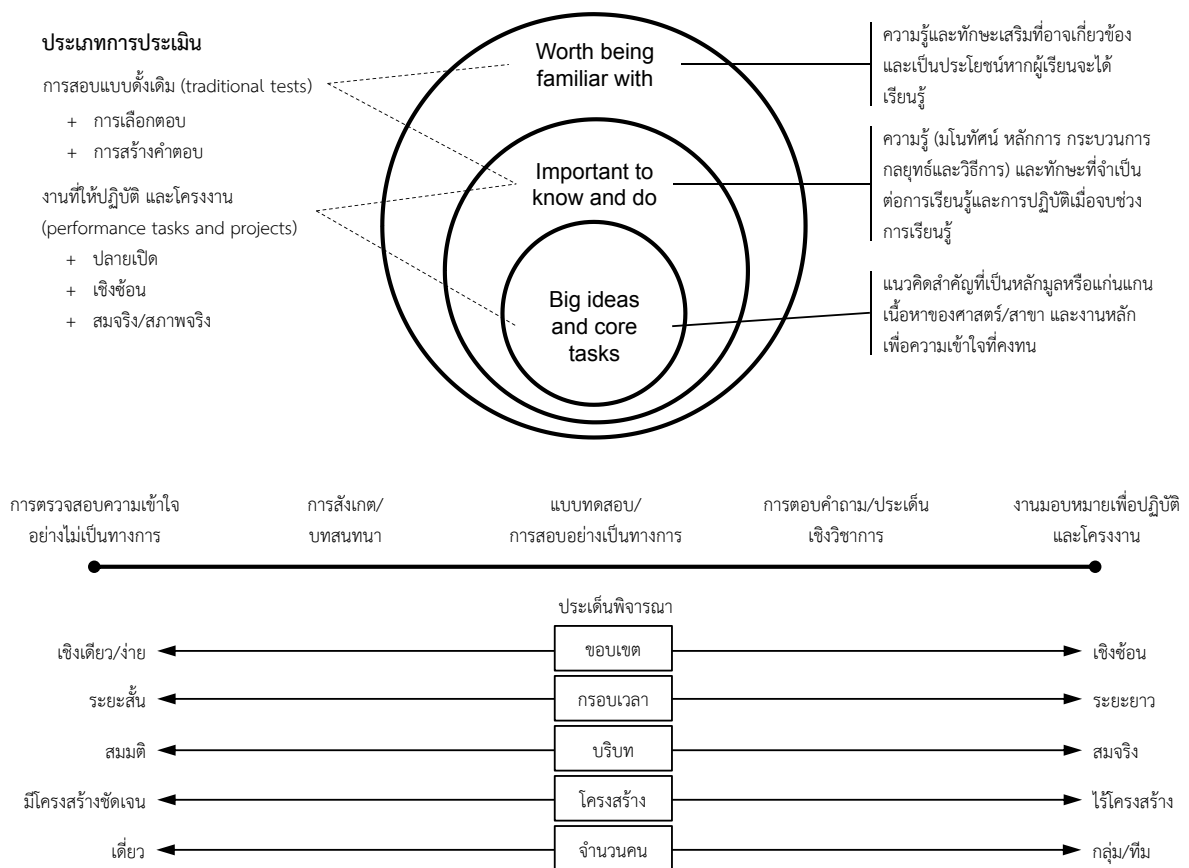 ประเภทการประเมิน
การสอบแบบดั้งเดิม (traditional tests)
+ การเลือกตอบ
+ การสร้างคำตอบ
งานที่ให้ปฏิบัติ และโครงงาน
(performance tasks and projects)
+ ปลายเปิด
+ เชิงซ้อน
+ สมจริง/สภาพจริง
Worth being
familiar with
Important to
know and do
Big ideas
and core
tasks
ความรู้และทักษะเสริมที่อาจเกี่ยวข้อง
และเป็นประโยชน์หากผู้เรียนจะได้
เรียนรู้
ความรู้ (มโนทัศน์ หลักการ กระบวนการ
กลยุทธ์และวิธีการ) และทักษะที่จำเป็น
ต่อการเรียนรู้และการปฏิบัติเมื่อจบช่วง
การเรียนรู้
แนวคิดสำคัญที่เป็นหลักมูลหรือแก่นแกน
เนื้อหาของศาสตร์/สาขา และงานหลัก
เพื่อความเข้าใจที่คงทน
การตรวจสอบความเข้าใจ
อย่างไม่เป็นทางการ
การสังเกต/
บทสนทนา
แบบทดสอบ/
การสอบอย่างเป็นทางการ
การตอบคำถาม/ประเด็น
เชิงวิชาการ
งานมอบหมายเพื่อปฏิบัติ
และโครงงาน
ประเด็นพิจารณา
เชิงเดียว/ง่าย ขอบเขต เชิงซ้อน
ระยะสั้น กรอบเวลา ระยะยาว
สมมติ บริบท สมจริง
มีโครงสร้างชัดเจน โครงสร้าง ไร้โครงสร้าง
เดี่ยว จำนวนคน กลุ่ม/ทีม